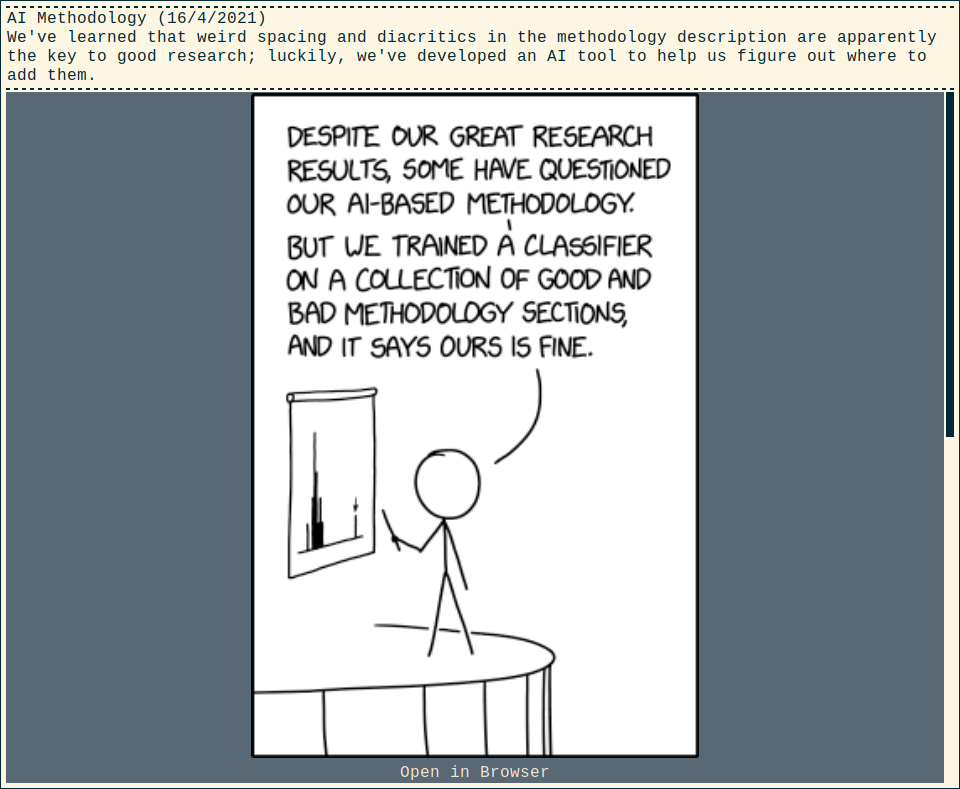 AI Methodology (16/4/2021)
We've learned that weird spacing and diacritics in the methodology description are apparently
the key to good research; luckily, we've developed an AI tool to help us figure out where to
add them.
DESPITE OUR GREAT RESEARCH
RESULTS, SOME HAVE QUESTIONED
OUR AI-BASED METHODOLOGY.
BUT WE TRAINED A CLASSIFIER
ON A COLLECTION OF GOOD AND
BAD METHODOLOGY SECTIONS,
AND IT SAYS OURS IS FINE.
Open in Browser